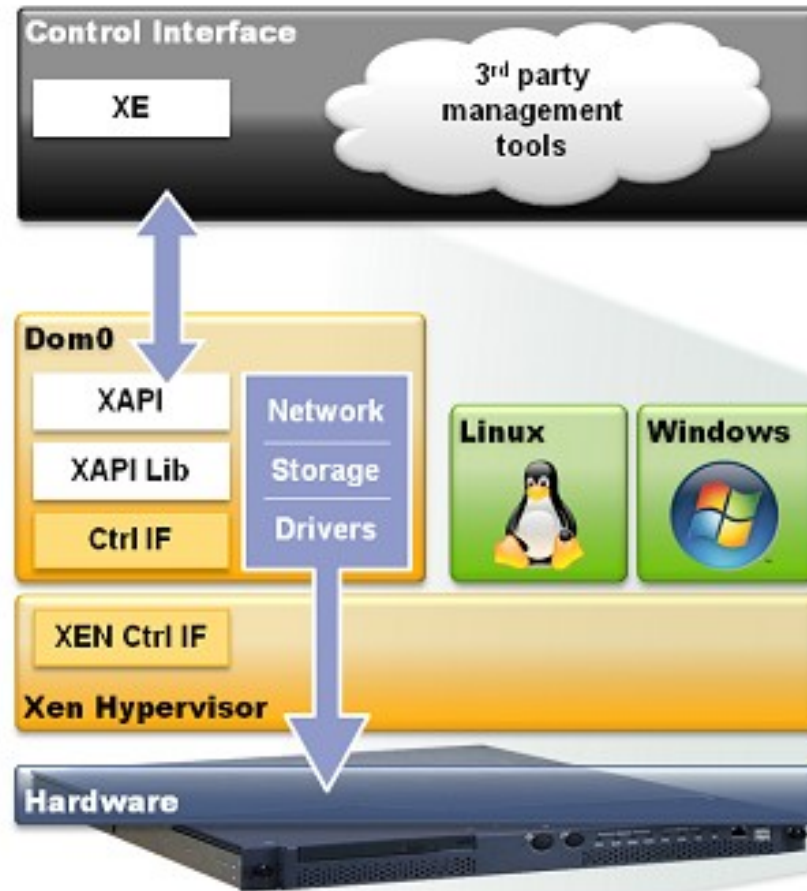 Control Interface
XE
3rd party
management
tools
Dom0
XAPI
XAPI Lib
Ctrl IF
Network
Storage
Drivers
Linux
Windows
XEN Ctrl IF
Xen Hypervisor
Hardware